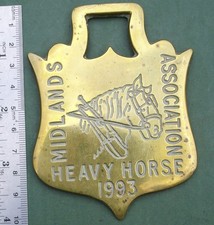 MIDLANDS
ASSOCIATION
HEAVY HORSE
1993